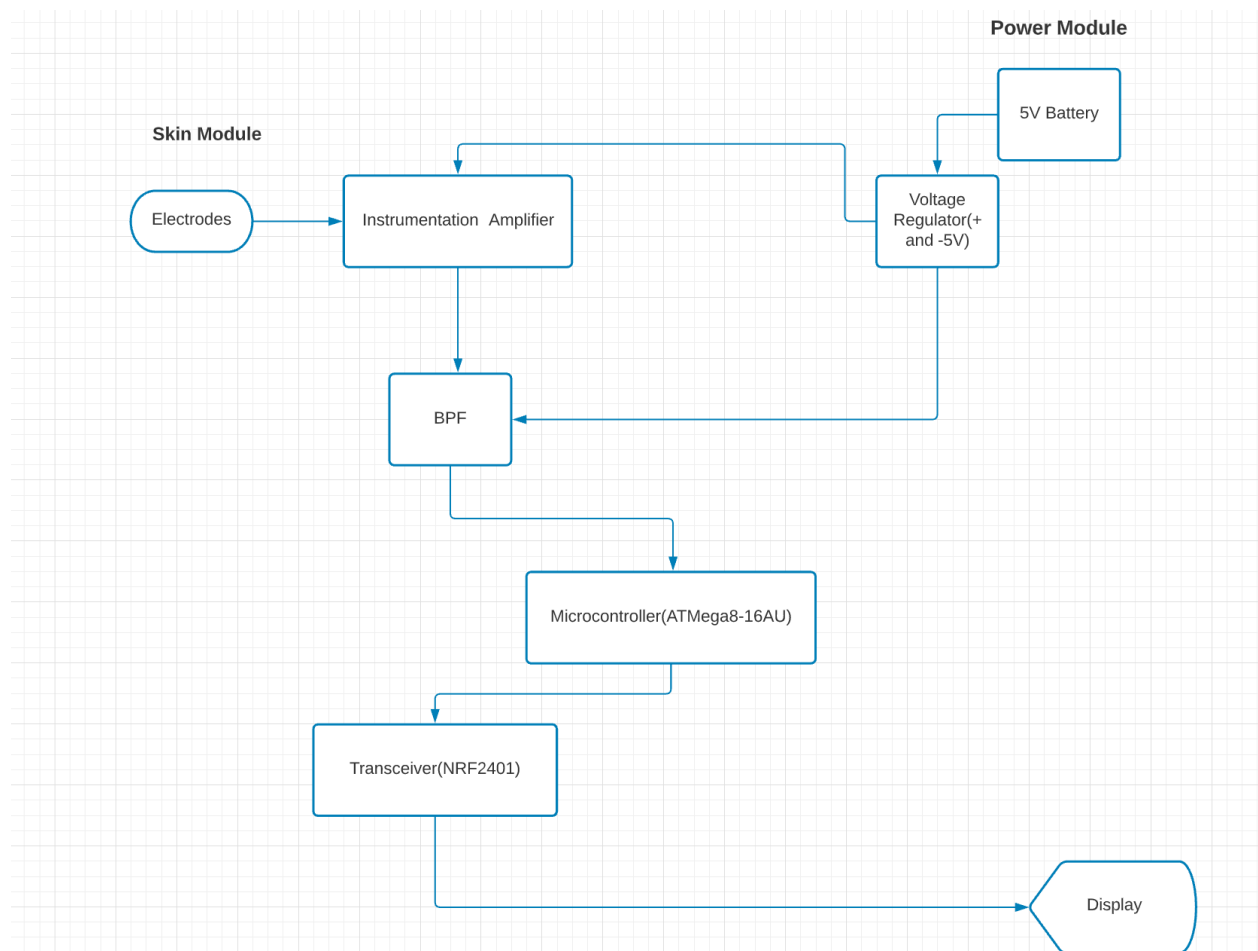 Power Module
5V Battery
Skin Module
Electrodes
Instrumentation  Amplifier
Voltage
Regulator(+
and -5V)
BPF
Microcontroller(ATMega8-16AU)
Transceiver(NRF2401)
Display